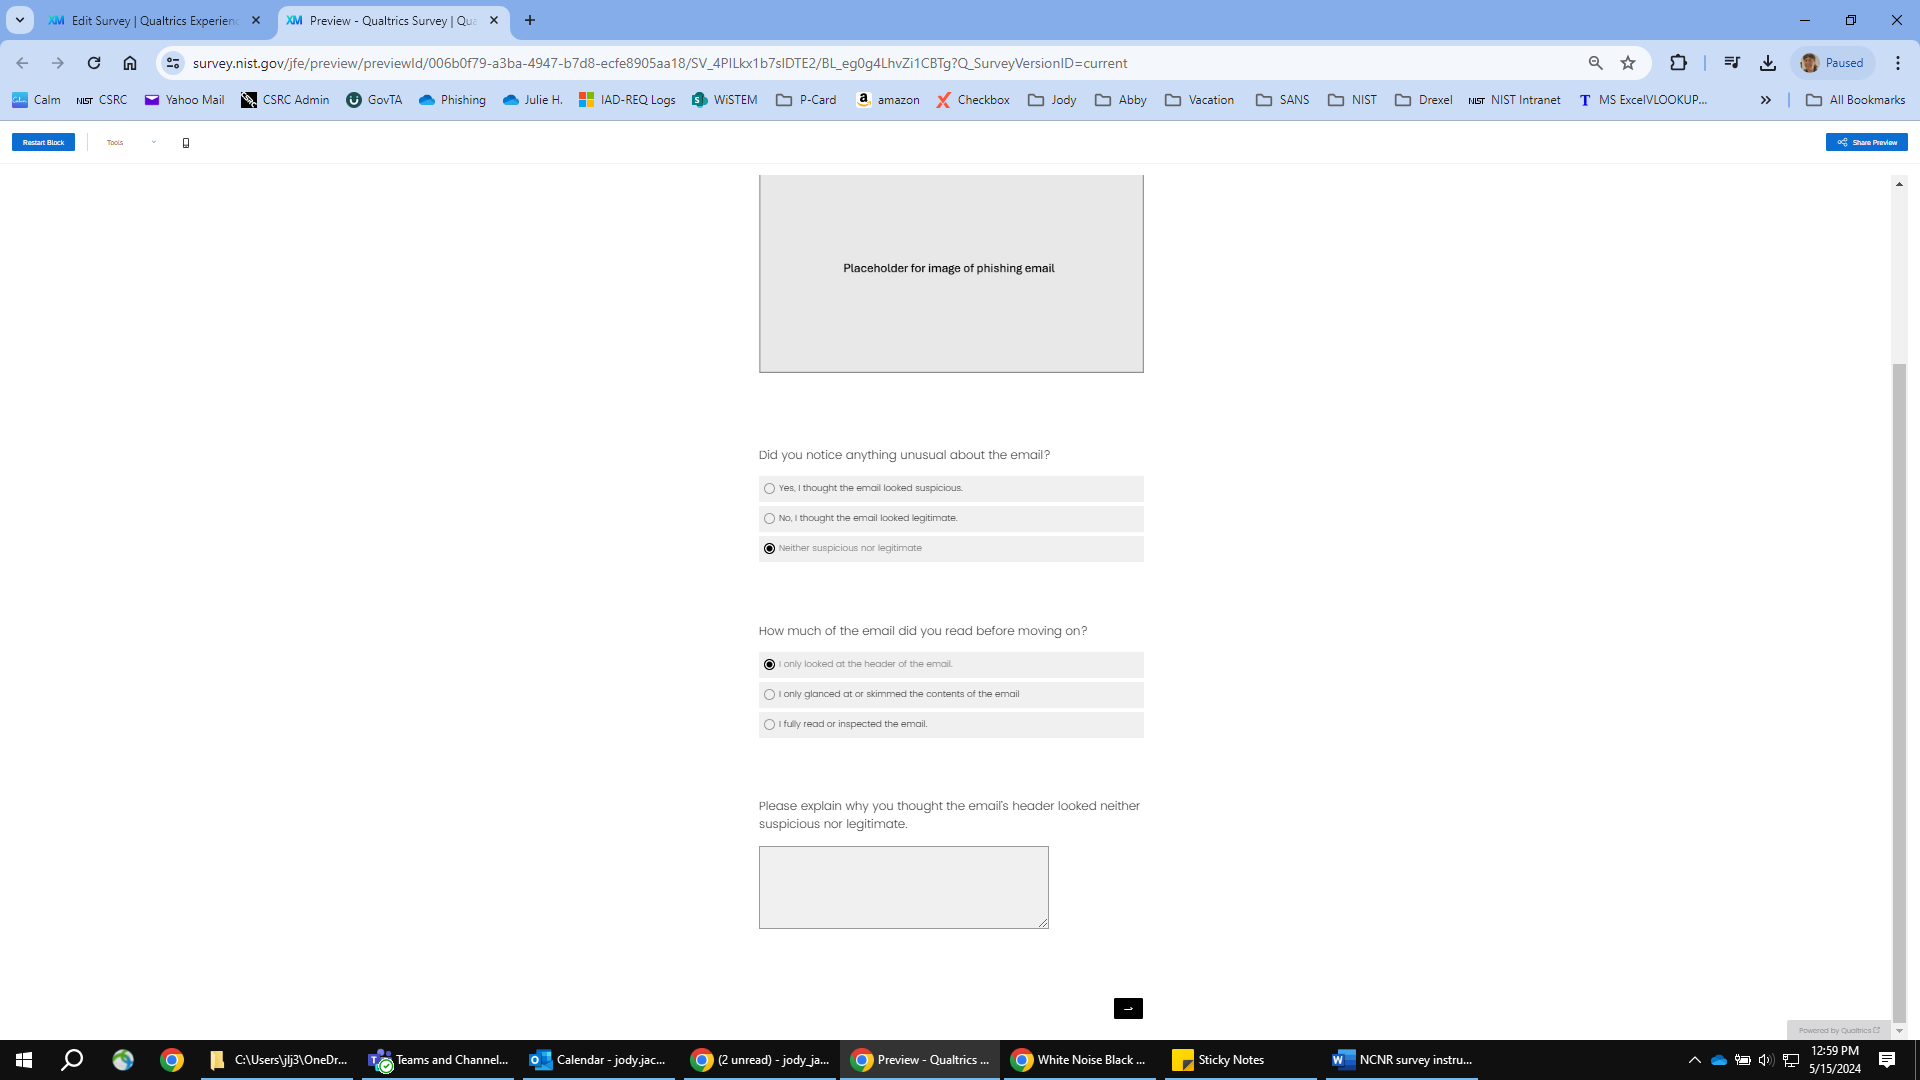 XM Edit Survey | Qualtrics Experienc
XM Preview - Qualtrics Survey | Qua
survey.nist.gov/jfe/preview/previewId/006b0f79-a3ba-4947-b7d8-ecfe8905aa18/SV_4PILkx1b7sIDTE2/BL_eg0g4LhvZi1CBTg?Q_SurveyVersionID=current
Paused
Calm
NIST CSRC
Yahoo Mail
CSRC Admin
GovTA
Phishing
Julie H.
IAD-REQ Logs
WiSTEM
P-Card
amazon
Checkbox
Jody
Abby
Vacation
SANS
NIST
Drexel
NIST NIST Intranet
T MS ExcelVLOOKUP...
All Bookmarks
Restart Block
Tools
Share Preview
Placeholder for image of phishing email
Did you notice anything unusual about the email?
Yes, I thought the email looked suspicious.
No, I thought the email looked legitimate.
Neither suspicious nor legitimate
How much of the email did you read before moving on?
I only looked at the header of the email.
I only glanced at or skimmed the contents of the email
I fully read or inspected the email.
Please explain why you thought the email's header looked neither
suspicious nor legitimate.
Powered by Qualtrics
C:\Users\jlj3\OneDr...
Teams and Channel...
Calendar - jody.jac...
(2 unread) - jody_ja...
Preview - Qualtrics ...
White Noise Black ...
Sticky Notes
NCNR survey instru...
12:59 PM
5/15/2024